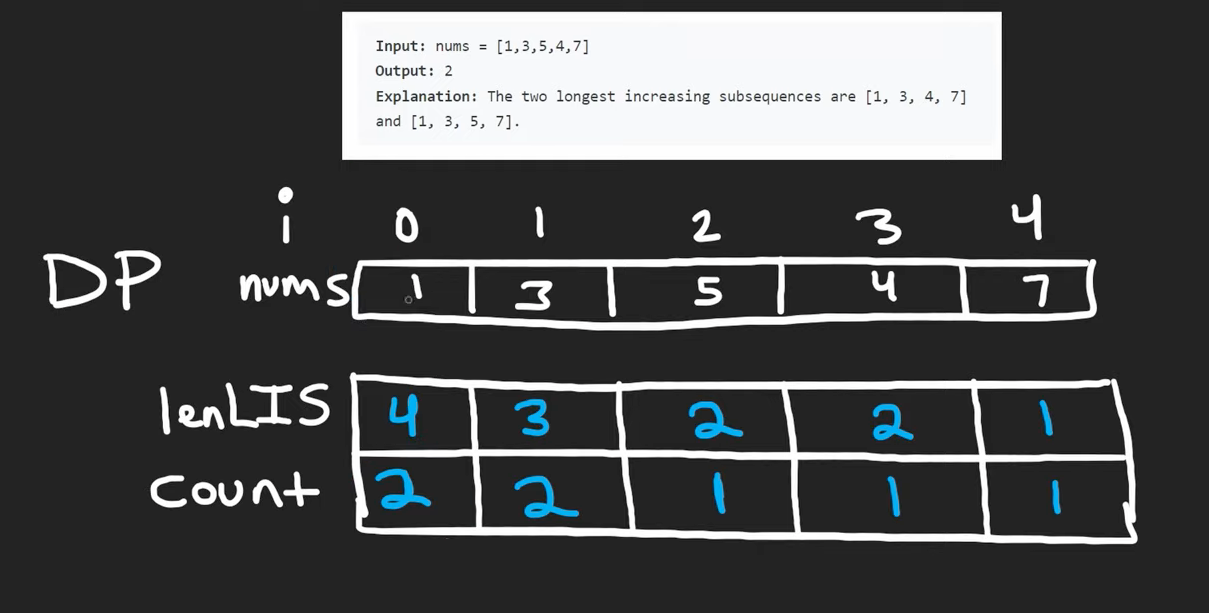 Input: nums = [1,3,5,4,7]
Output: 2
Explanation: The two longest increasing subsequences are [1, 3, 4, 7]
and [1, 3, 5, 7].
i 0 1 2 3 4
DP nums 1 3 5 4 7
lenLIS 4 3 2 2 1
count 2 2 1 1 1